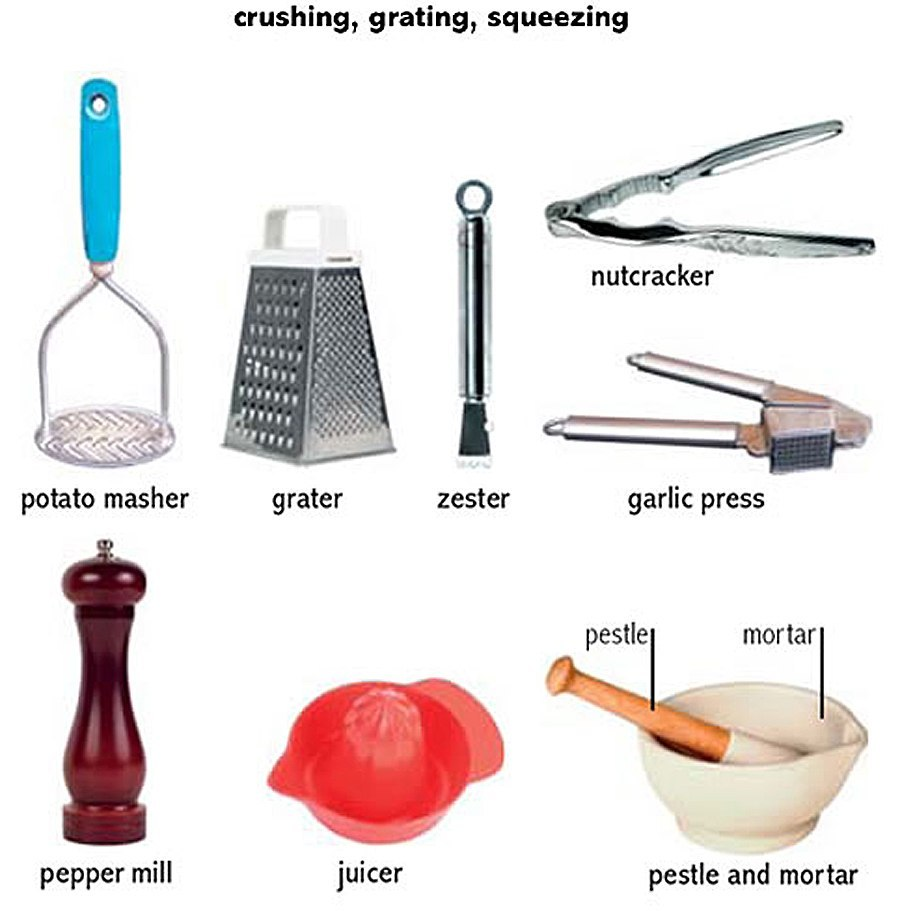 crushing, grating, squeezing
nutcracker
potato masher
grater
zester
garlic press
pestle
mortar
pepper mill
juicer
pestle and mortar